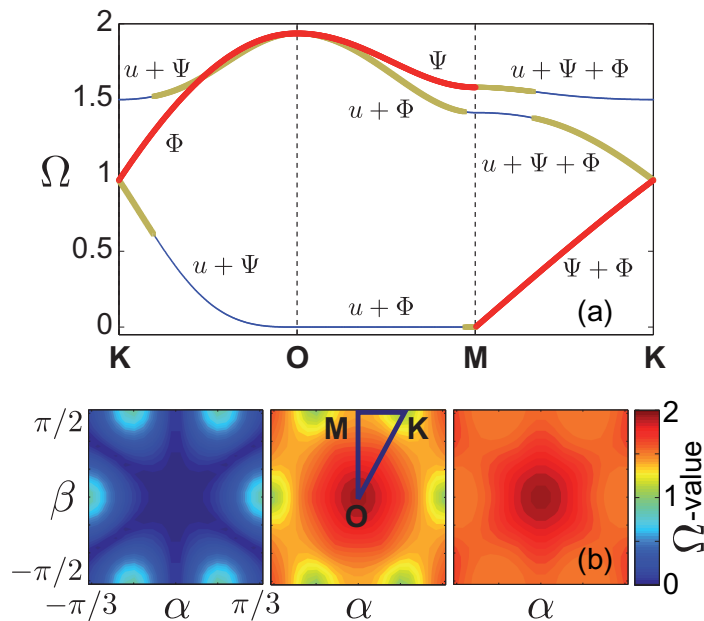 2
u + Ψ
Ψ
u + Ψ + Φ
1.5
Φ
u + Φ
Ω
1
u + Ψ + Φ
0.5
u + Ψ
u + Φ
Ψ + Φ
(a)
0
K
O
M
K
π/2
M
K
2
β
O
1
Ω-value
−π/2
(b)
0
−π/3
α
π/3
α
α